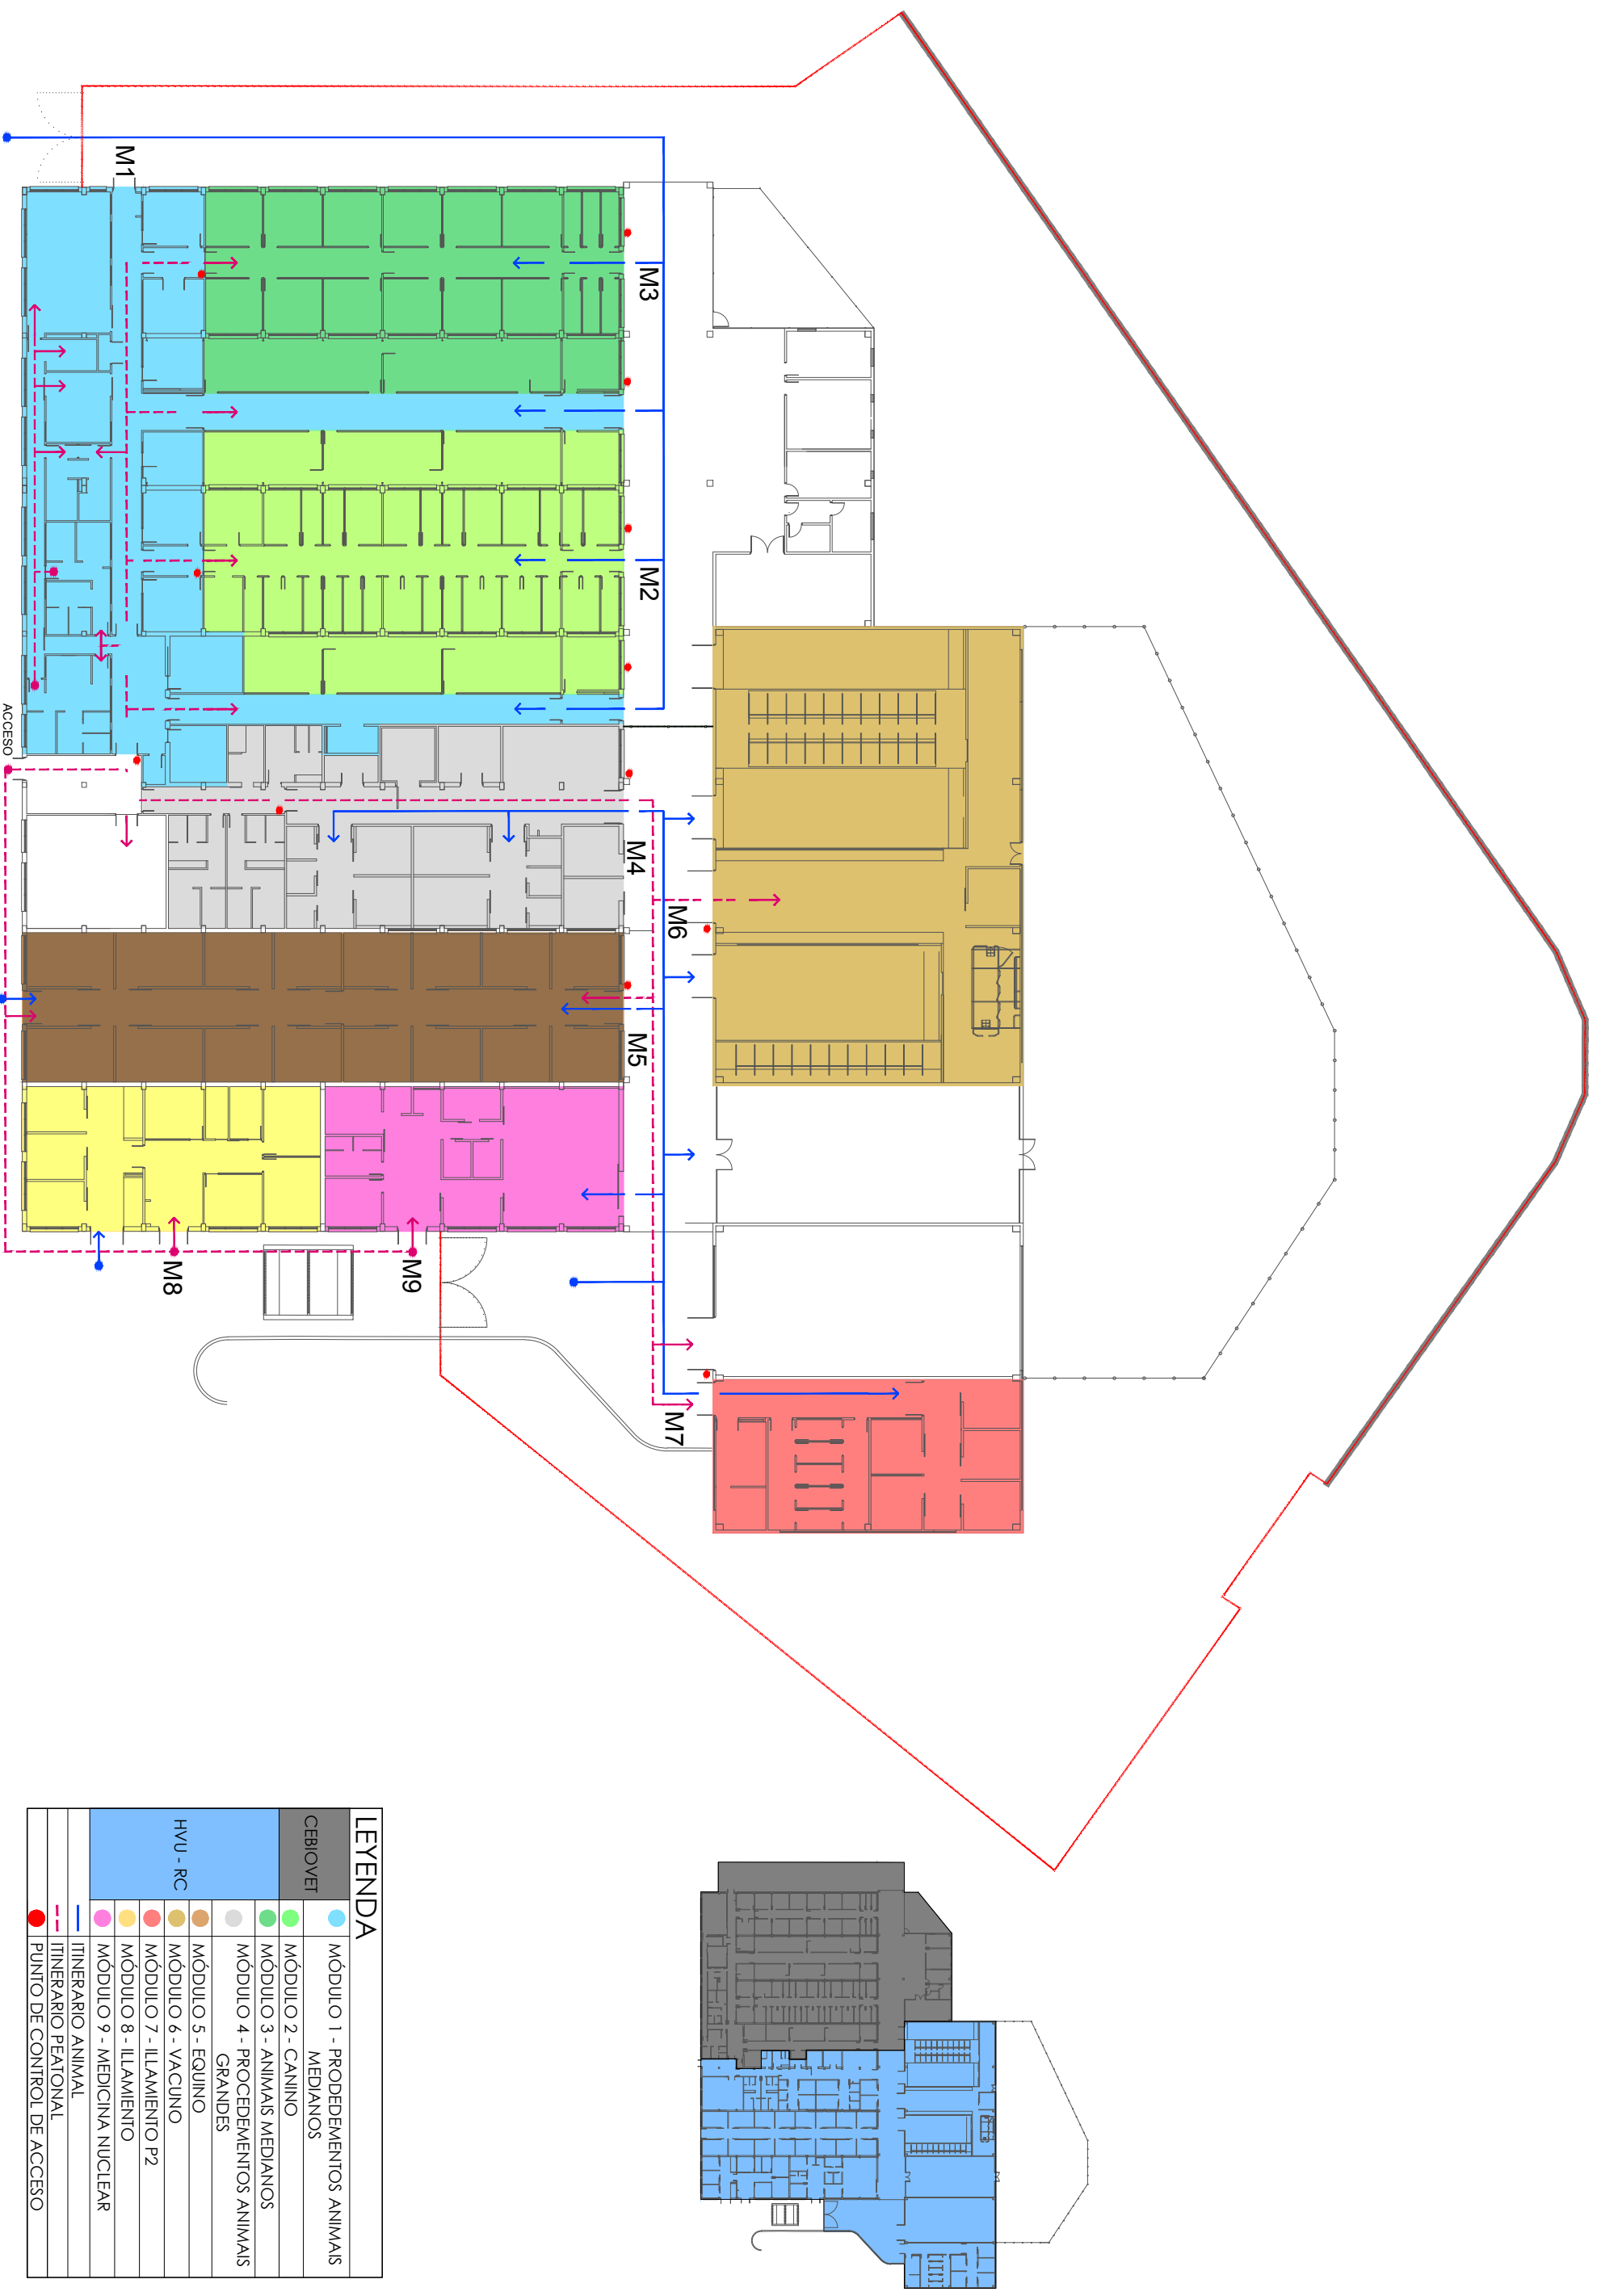 M1
M3
M2
M4
M6
M5
M7
M8
M9
ACCESO
LEYENDA
CEBIOVET
MÓDULO 1 - PRODEDEMENTOS ANIMAIS
MEDIANOS
MÓDULO 2 - CANINO
MÓDULO 3 - ANIMAIS MEDIANOS
HVU - RC
MÓDULO 4 - PROCEDEMENTOS ANIMAIS
GRANDES
MÓDULO 5 - EQUINO
MÓDULO 6 - VACUNO
MÓDULO 7 - ILLAMENTO P2
MÓDULO 8 - ILLAMENTO
MÓDULO 9 - MEDICINA NUCLEAR
ITINERARIO ANIMAL
ITINERARIO PEATONAL
PUNTO DE CONTROL DE ACCESO